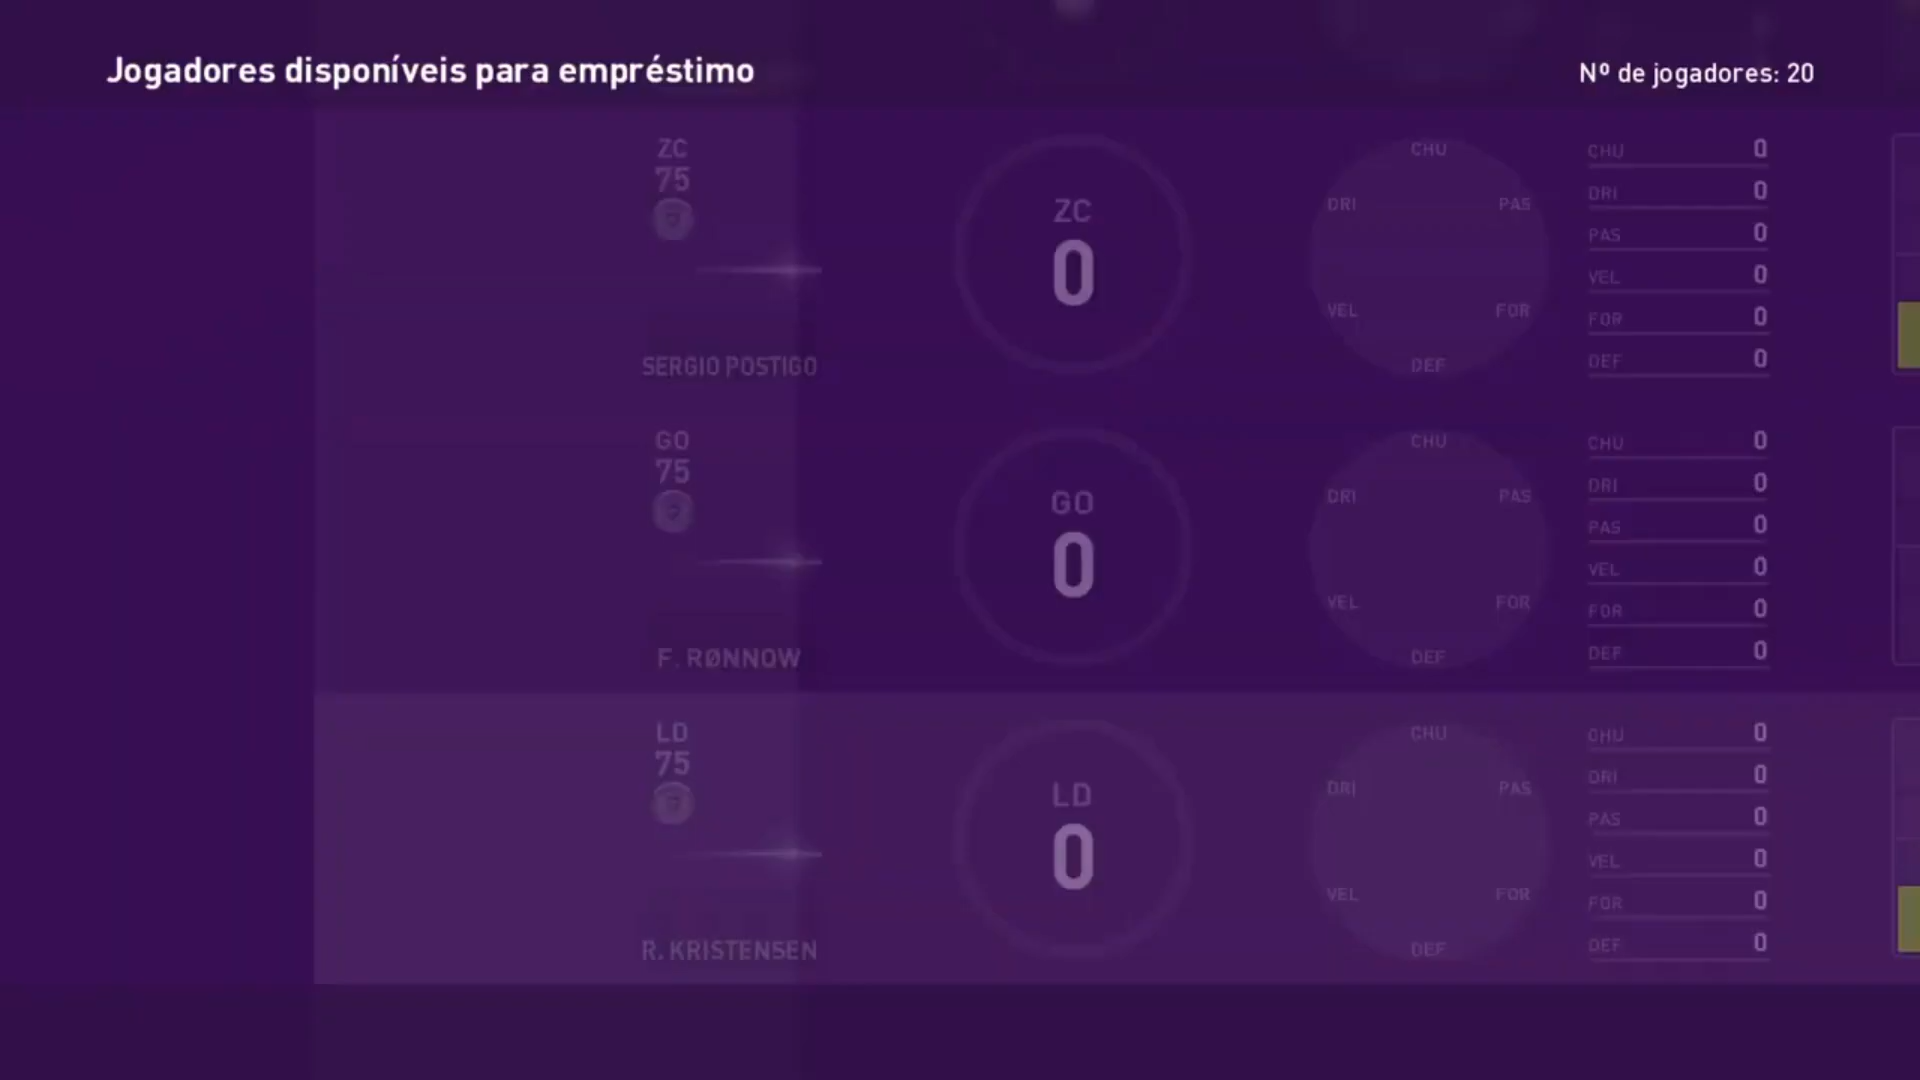 Jogadores disponíveis para empréstimo
Nº de jogadores: 20
ZC
75
SERGIO POSTIGO
ZC
0
CHU
DRI
PAS
VEL
FOR
DEF
CHU 0
DRI 0
PAS 0
VEL 0
FOR 0
DEF 0
GO
75
F. RØNNOW
GO
0
CHU
DRI
PAS
VEL
FOR
DEF
CHU 0
DRI 0
PAS 0
VEL 0
FOR 0
DEF 0
LD
75
R. KRISTENSEN
LD
0
CHU
DRI
PAS
VEL
FOR
DEF
CHU 0
DRI 0
PAS 0
VEL 0
FOR 0
DEF 0